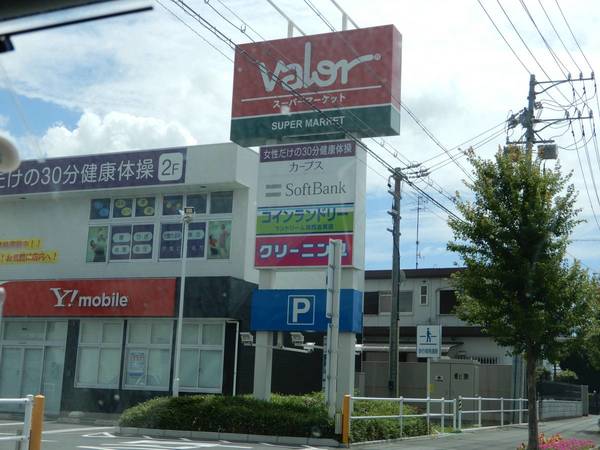 valor
スーパーマーケット
SUPER MARKET
女性だけの30分健康体操
カーブス
SoftBank
コインランドリー
クリーニング
P
だけの30分健康体操 2F
Y!mobile